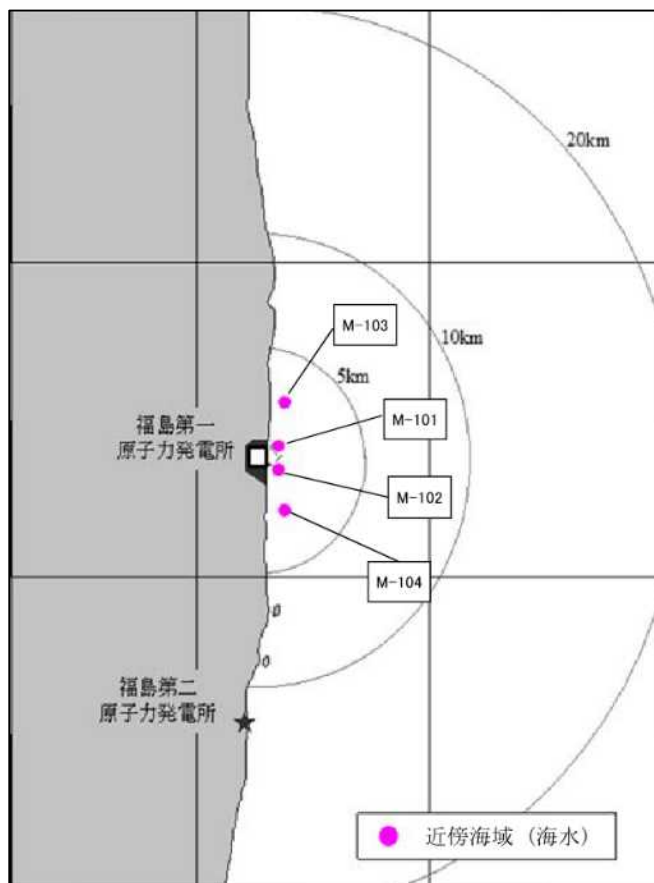 20km
10km
M-103
5km
M-101
福島第一
原子力発電所
M-102
M-104
福島第二
原子力発電所
近傍海域（海水）